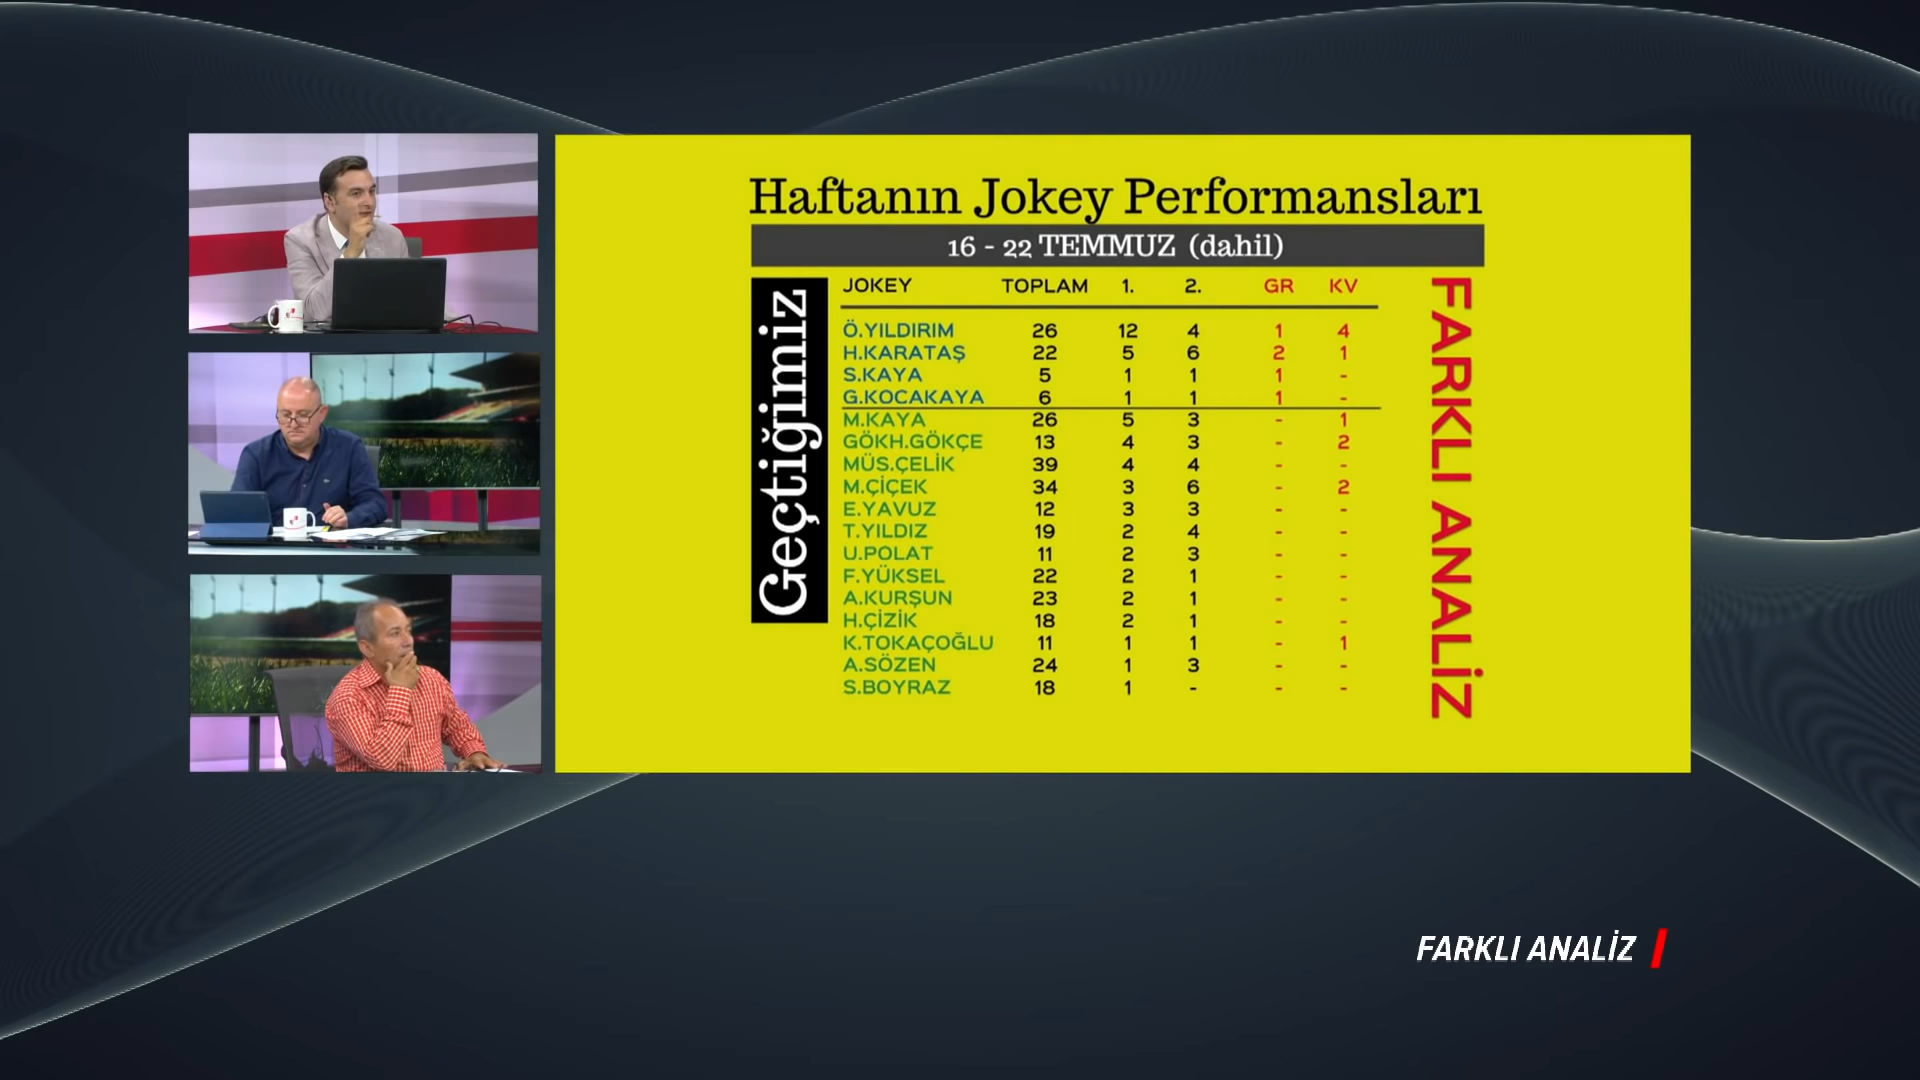 Haftanın Jokey Performansları
16 - 22 TEMMUZ (dahil)
Geçtiğimiz
JOKEY TOPLAM 1. 2. GR KV
Ö.YILDIRIM 26 12 4 1 4
H.KARATAŞ 22 5 6 2 1
S.KAYA 5 1 1 1 -
G.KOCAKAYA 6 1 1 1 -
M.KAYA 26 5 3 - 1
GÖKH.GÖKÇE 13 4 3 - 2
MÜS.ÇELİK 39 4 4 - -
M.ÇİÇEK 34 3 6 - 2
E.YAVUZ 12 3 3 - -
T.YILDIZ 19 2 4 - -
U.POLAT 11 2 3 - -
F.YÜKSEL 22 2 1 - -
A.KURŞUN 23 2 1 - -
H.ÇİZİK 18 2 1 - -
K.TOKAÇOĞLU 11 1 1 - 1
A.SÖZEN 24 1 3 - -
S.BOYRAZ 18 1 - - -
FARKLI ANALİZ
FARKLI ANALİZ